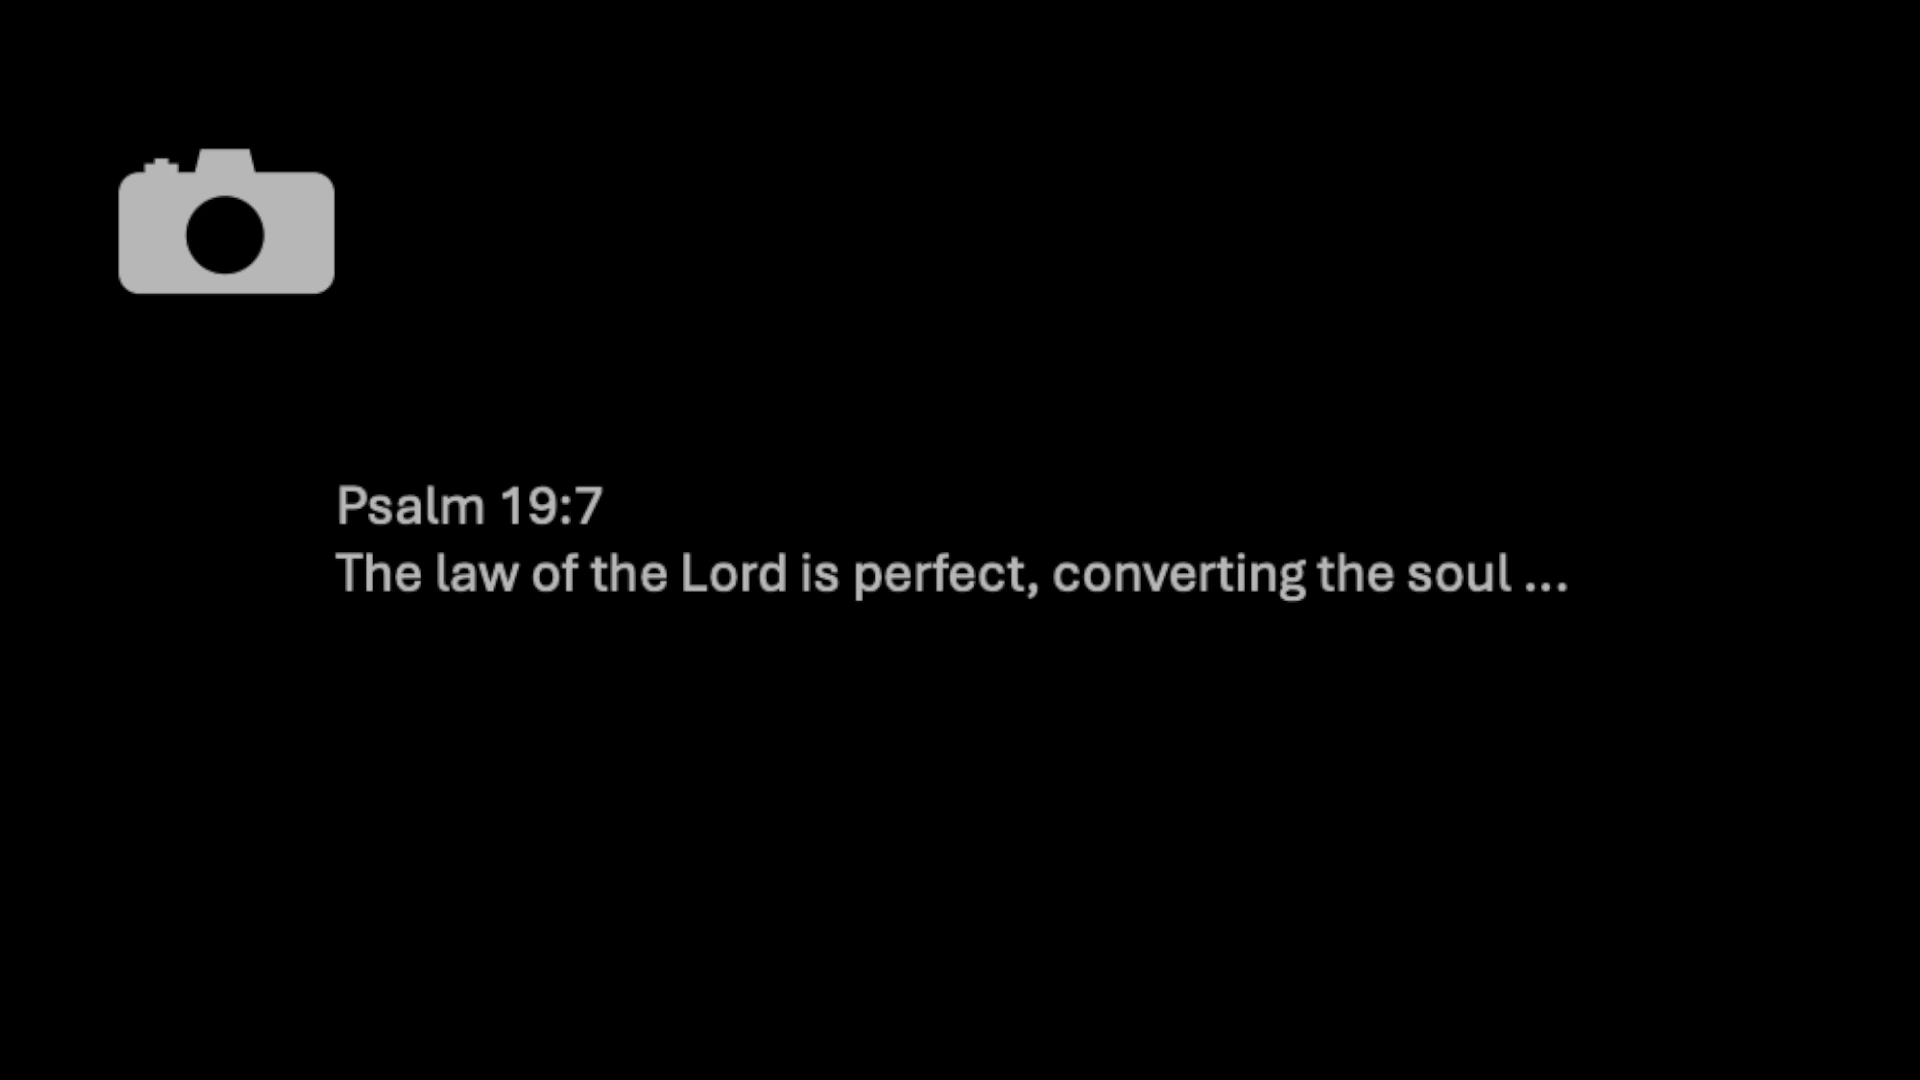 Psalm 19:7
The law of the Lord is perfect, converting the soul ...